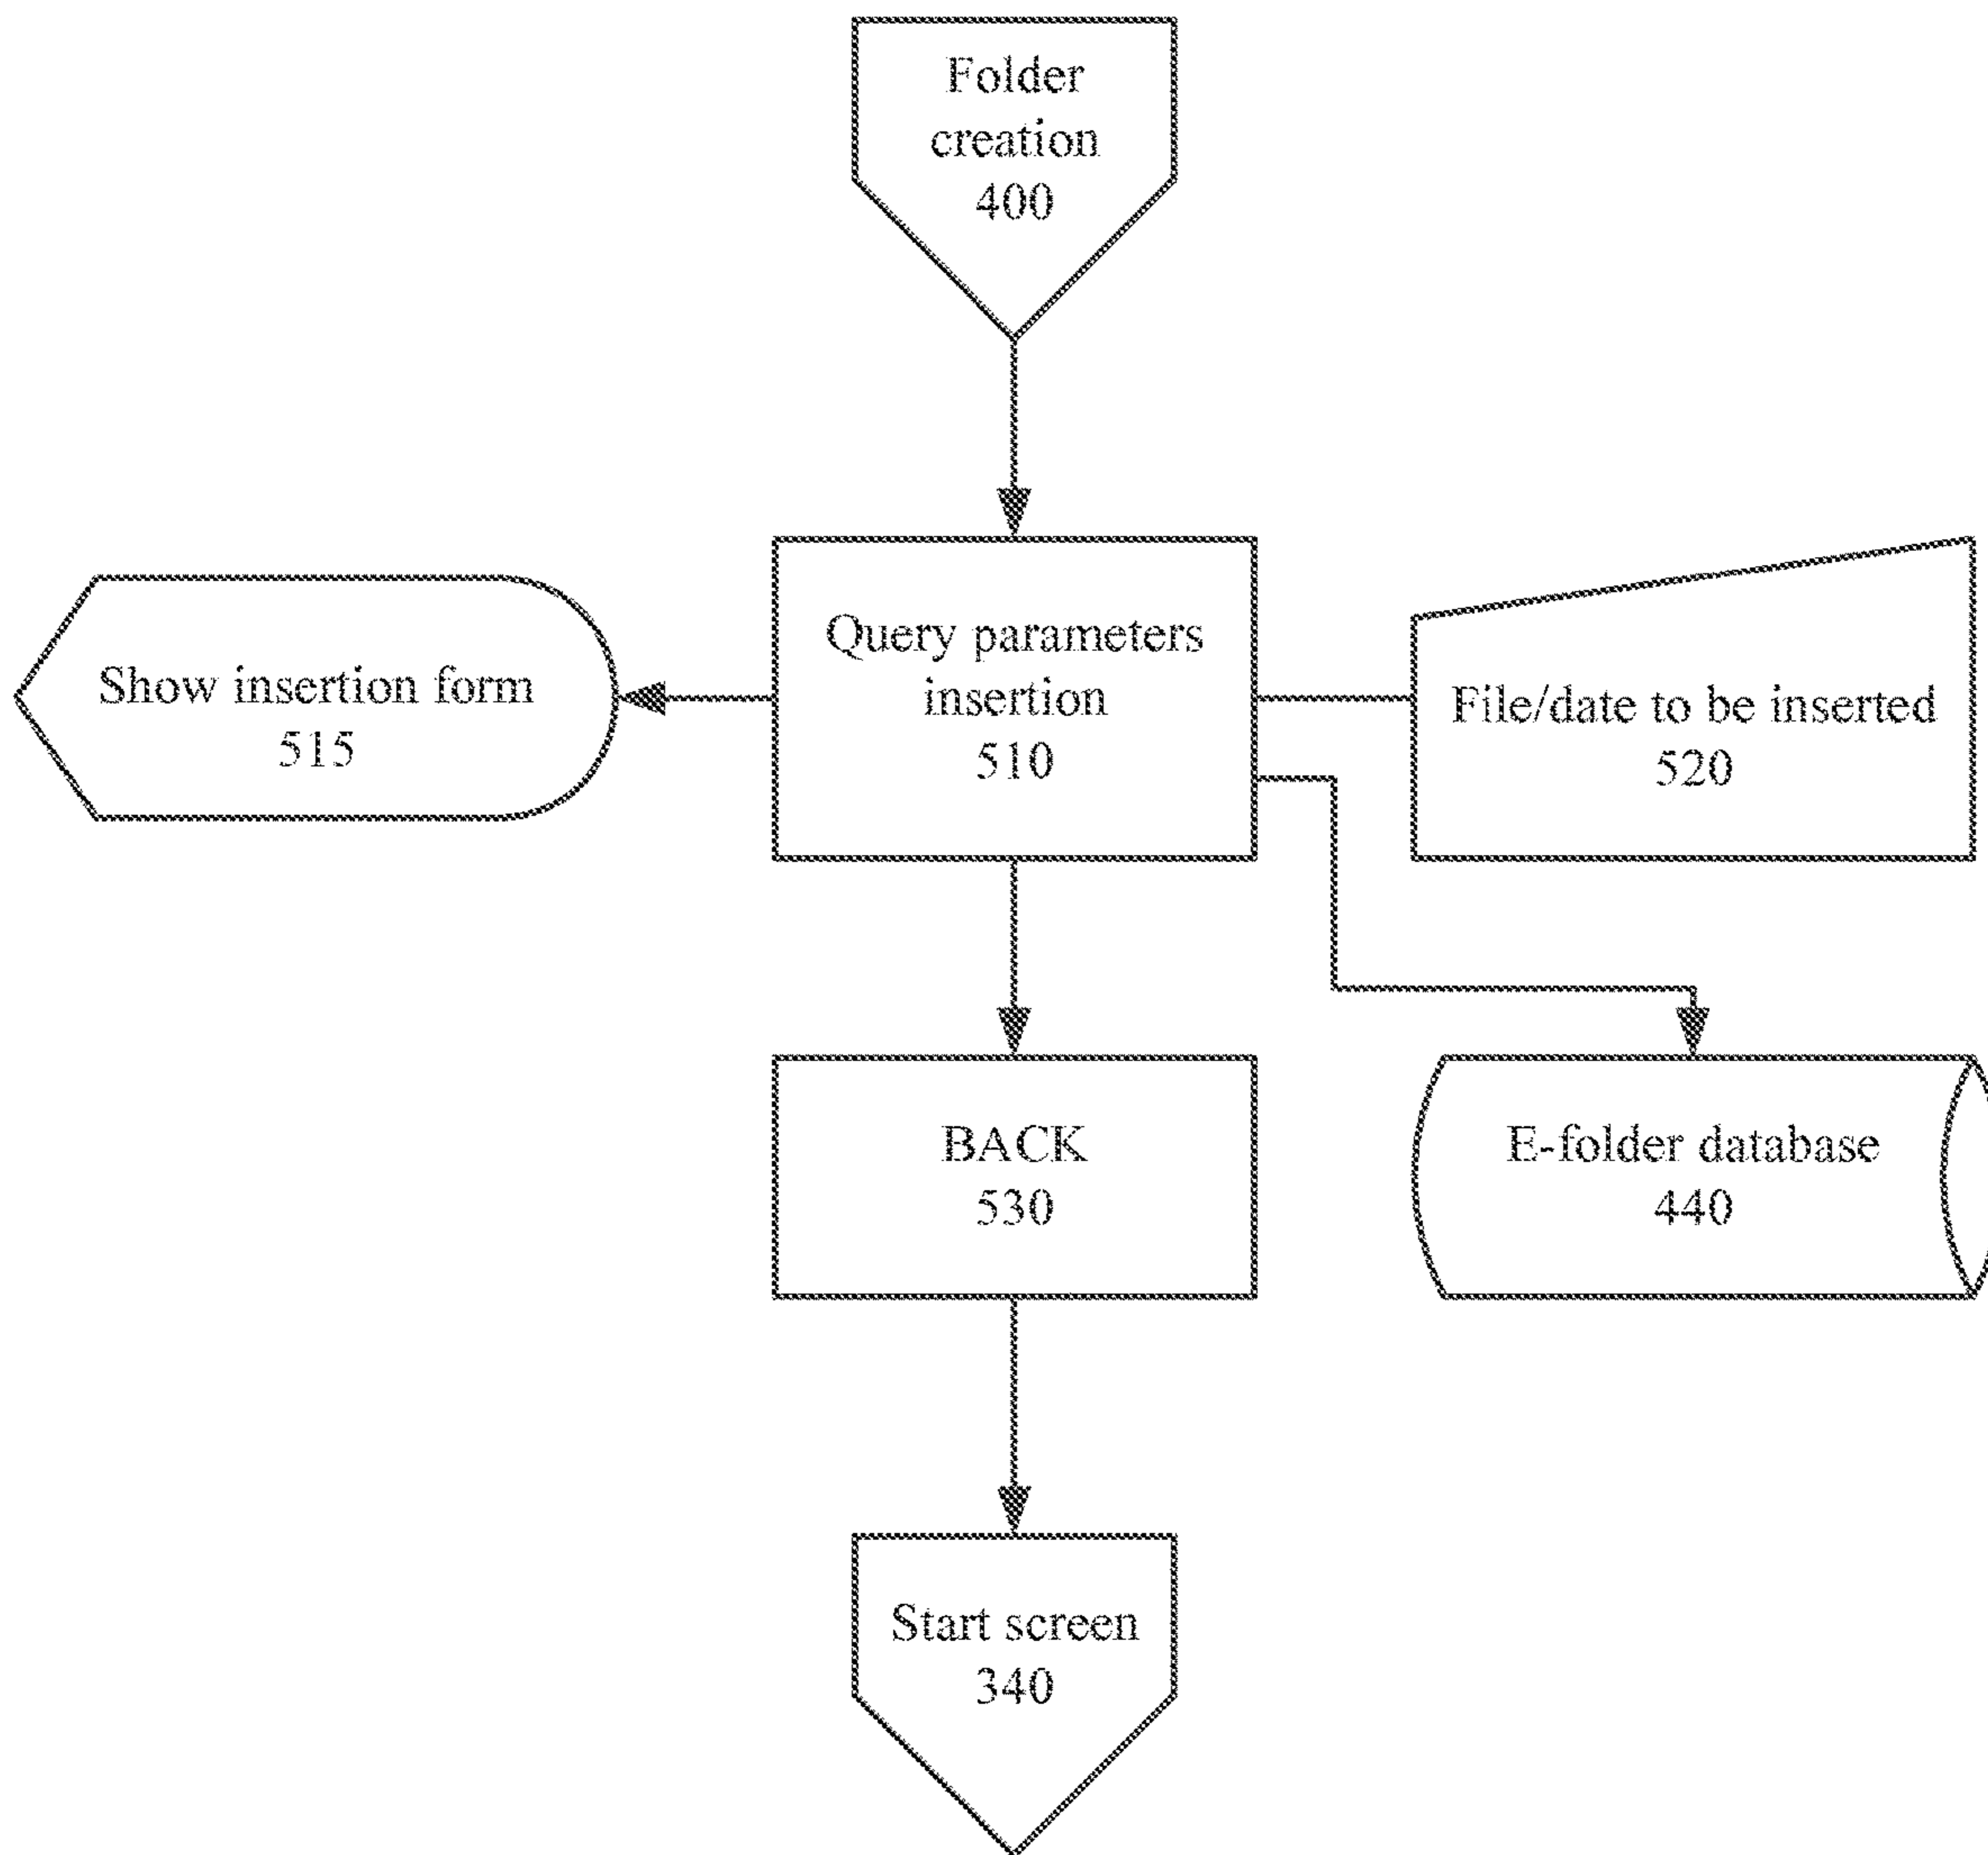 Folder
creation
400
Query parameters
insertion
510
Show insertion form
515
File/date to be inserted
520
BACK
530
E-folder database
440
Start screen
340